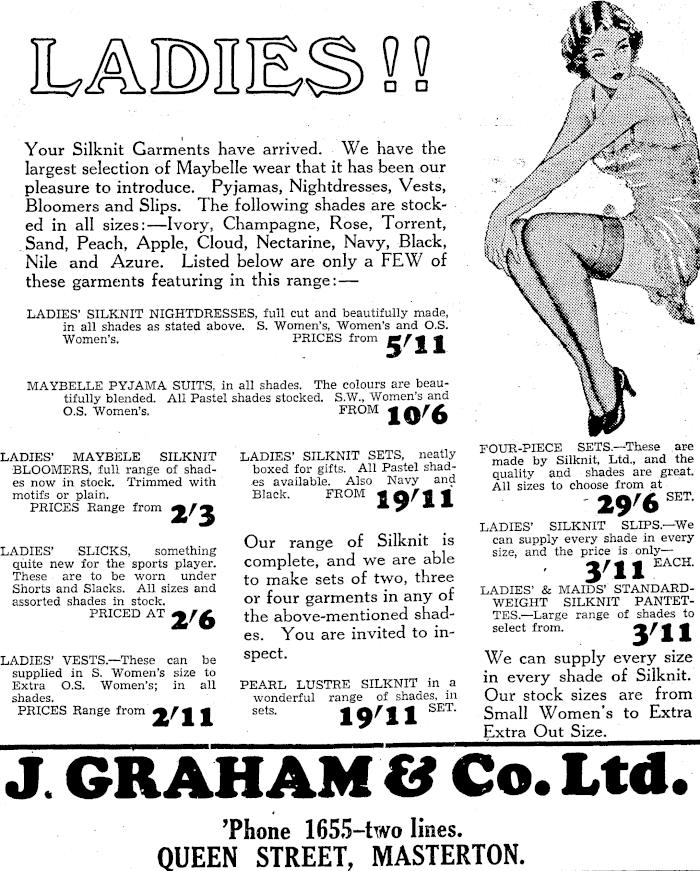 LADIES!!
Your Silknit Garments have arrived. We have the
largest selection of Maybelle wear that it has been our
pleasure to introduce. Pyjamas, Nightdresses, Vests,
Bloomers and Slips. The following shades are stock-
ed in all sizes:—Ivory, Champagne, Rose, Torrent,
Sand, Peach, Apple, Cloud, Nectarine, Navy, Black,
Nile and Azure. Listed below are only a FEW of
these garments featuring in this range:—
LADIES' SILKNIT NIGHTDRESSES, full cut and beautifully made,
in all shades as stated above. S. Women's, Women's and O.S.
Women's. PRICES from 5/11
MAYBELLE PYJAMA SUITS, in all shades. The colours are beau-
tifully blended. All Pastel shades stocked. S.W., Women's and
O.S. Women's. FROM 10/6
LADIES' MAYBELE SILKNIT
BLOOMERS, full range of shad-
es now in stock. Trimmed with
motifs or plain.
PRICES Range from 2/3
LADIES' SLICKS, something
quite new for the sports player.
These are to be worn under
Shorts and Slacks. All sizes and
assorted shades in stock.
PRICED AT 2/6
LADIES' VESTS.—These can be
supplied in S. Women's size to
Extra O.S. Women's; in all
shades.
PRICES Range from 2/11
LADIES' SILKNIT SETS, neatly
boxed for gifts. All Pastel shad-
es available. Also Navy and
Black. FROM 19/11
Our range of Silknit is
complete, and we are able
to make sets of two, three
or four garments in any of
the above-mentioned shad-
es. You are invited to in-
spect.
PEARL LUSTRE SILKNIT in a
wonderful range of shades, in
sets. 19/11 SET.
FOUR-PIECE SETS.—These are
made by Silknit, Ltd., and the
quality and shades are great.
All sizes to choose from at
29/6 SET.
LADIES' SILKNIT SLIPS.—We
can supply every shade in every
size, and the price is only—
3/11 EACH.
LADIES' & MAIDS' STANDARD-
WEIGHT SILKNIT PANTET-
TES.—Large range of shades to
select from. 3/11
We can supply every size
in every shade of Silknit.
Our stock sizes are from
Small Women's to Extra
Extra Out Size.
J. GRAHAM & Co. Ltd.
'Phone 1655–two lines.
QUEEN STREET, MASTERTON.